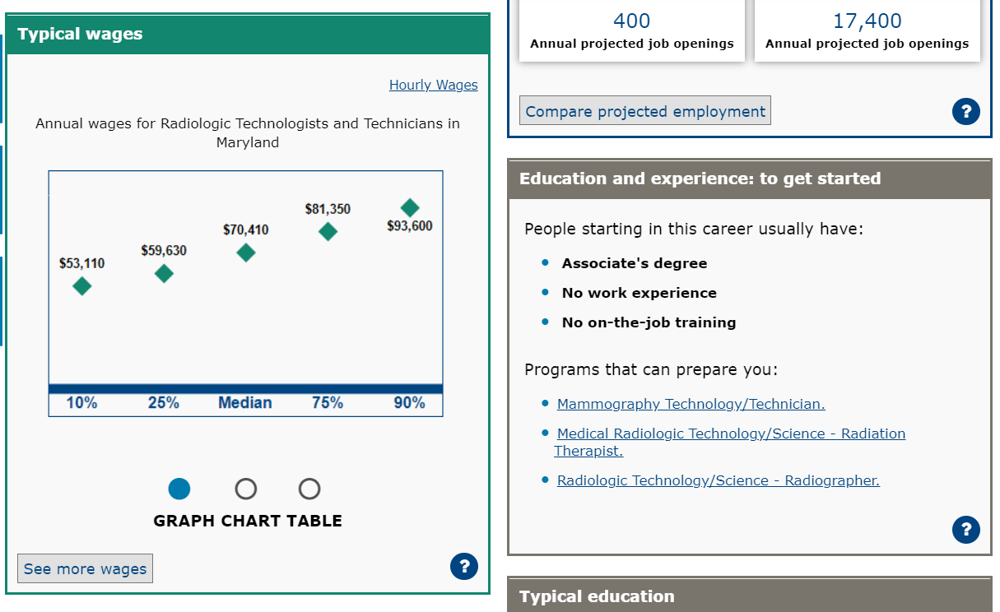 Typical wages
Hourly Wages
Annual wages for Radiologic Technologists and Technicians in
Maryland
$53,110
$59,630
$70,410
$81,350
$93,600
10% 25% Median 75% 90%
GRAPH CHART TABLE
See more wages
?
400
Annual projected job openings
17,400
Annual projected job openings
Compare projected employment
?
Education and experience: to get started
People starting in this career usually have:
Associate's degree
No work experience
No on-the-job training
Programs that can prepare you:
Mammography Technology/Technician.
Medical Radiologic Technology/Science - Radiation
Therapist.
Radiologic Technology/Science - Radiographer.
?
Typical education